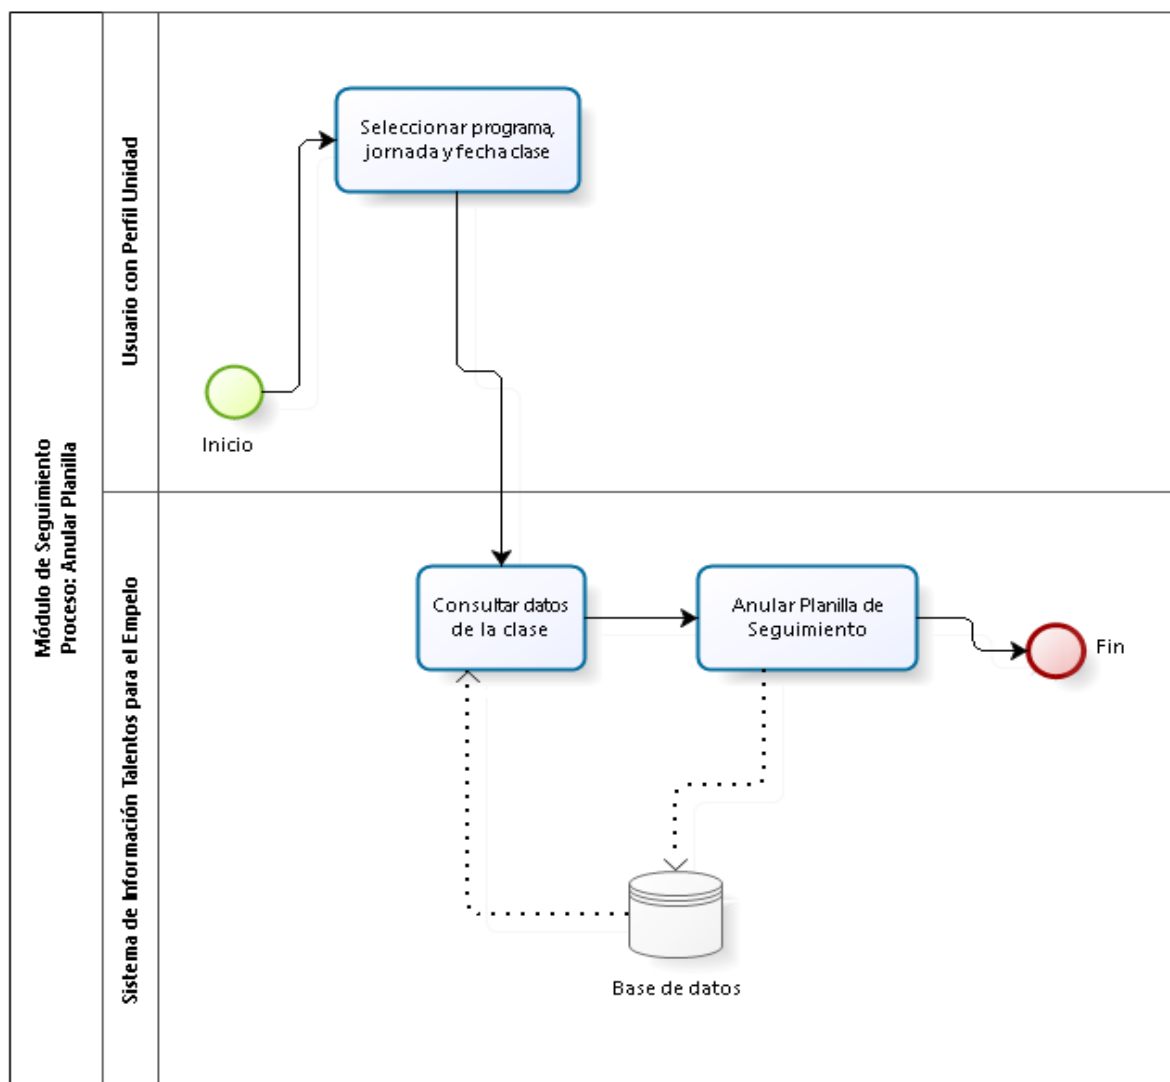 Módulo de Seguimiento
Proceso: Anular Planilla
Usuario con Perfil Unidad
Seleccionar programa,
jornada y fecha clase
Inicio
Sistema de Información Talentos para el Empelo
Consultar datos
de la clase
Anular Planilla de
Seguimiento
Fin
Base de datos